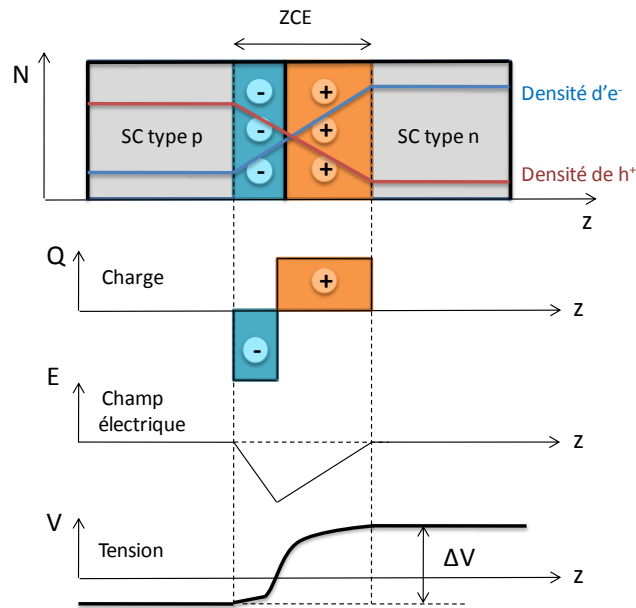 ZCE
N
- +
Densité d'e-
SC type p
- +
SC type n
- +
Densité de h+
z
Q
Charge
+
z
-
E
Champ
électrique
z
V
Tension
ΔV
z